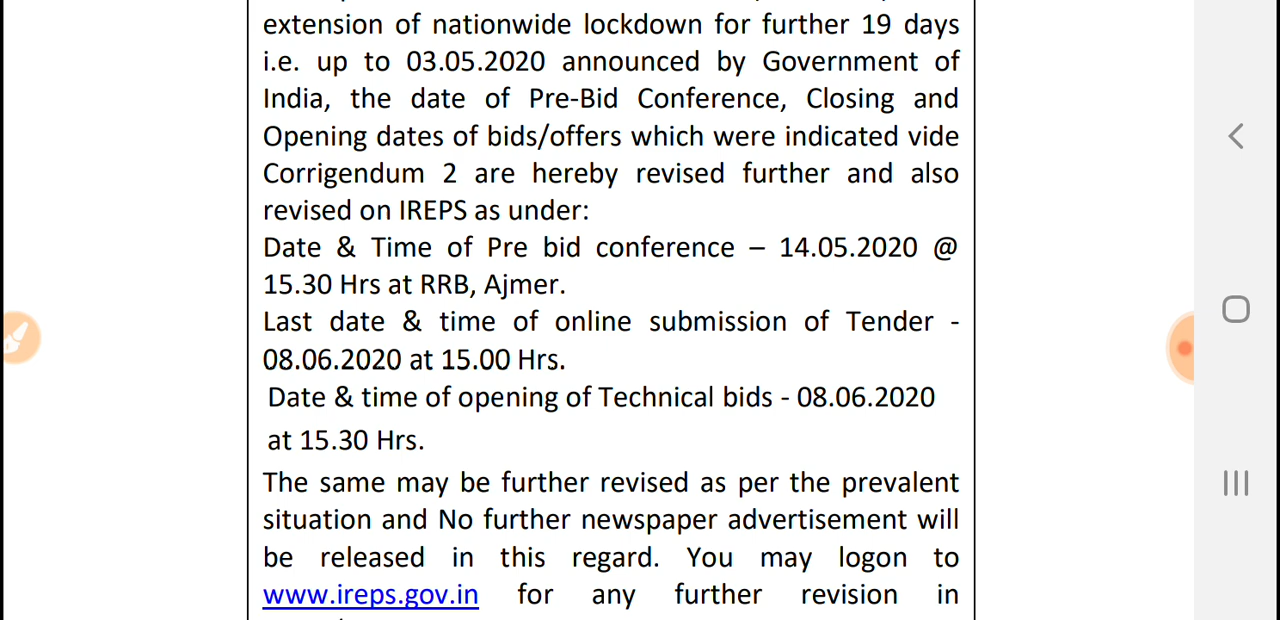 extension of nationwide lockdown for further 19 days
i.e. up to 03.05.2020 announced by Government of
India, the date of Pre-Bid Conference, Closing and
Opening dates of bids/offers which were indicated vide
Corrigendum 2 are hereby revised further and also
revised on IREPS as under:
Date & Time of Pre bid conference – 14.05.2020 @
15.30 Hrs at RRB, Ajmer.
Last date & time of online submission of Tender -
08.06.2020 at 15.00 Hrs.
Date & time of opening of Technical bids - 08.06.2020
at 15.30 Hrs.
The same may be further revised as per the prevalent
situation and No further newspaper advertisement will
be released in this regard. You may logon to
www.ireps.gov.in for any further revision in